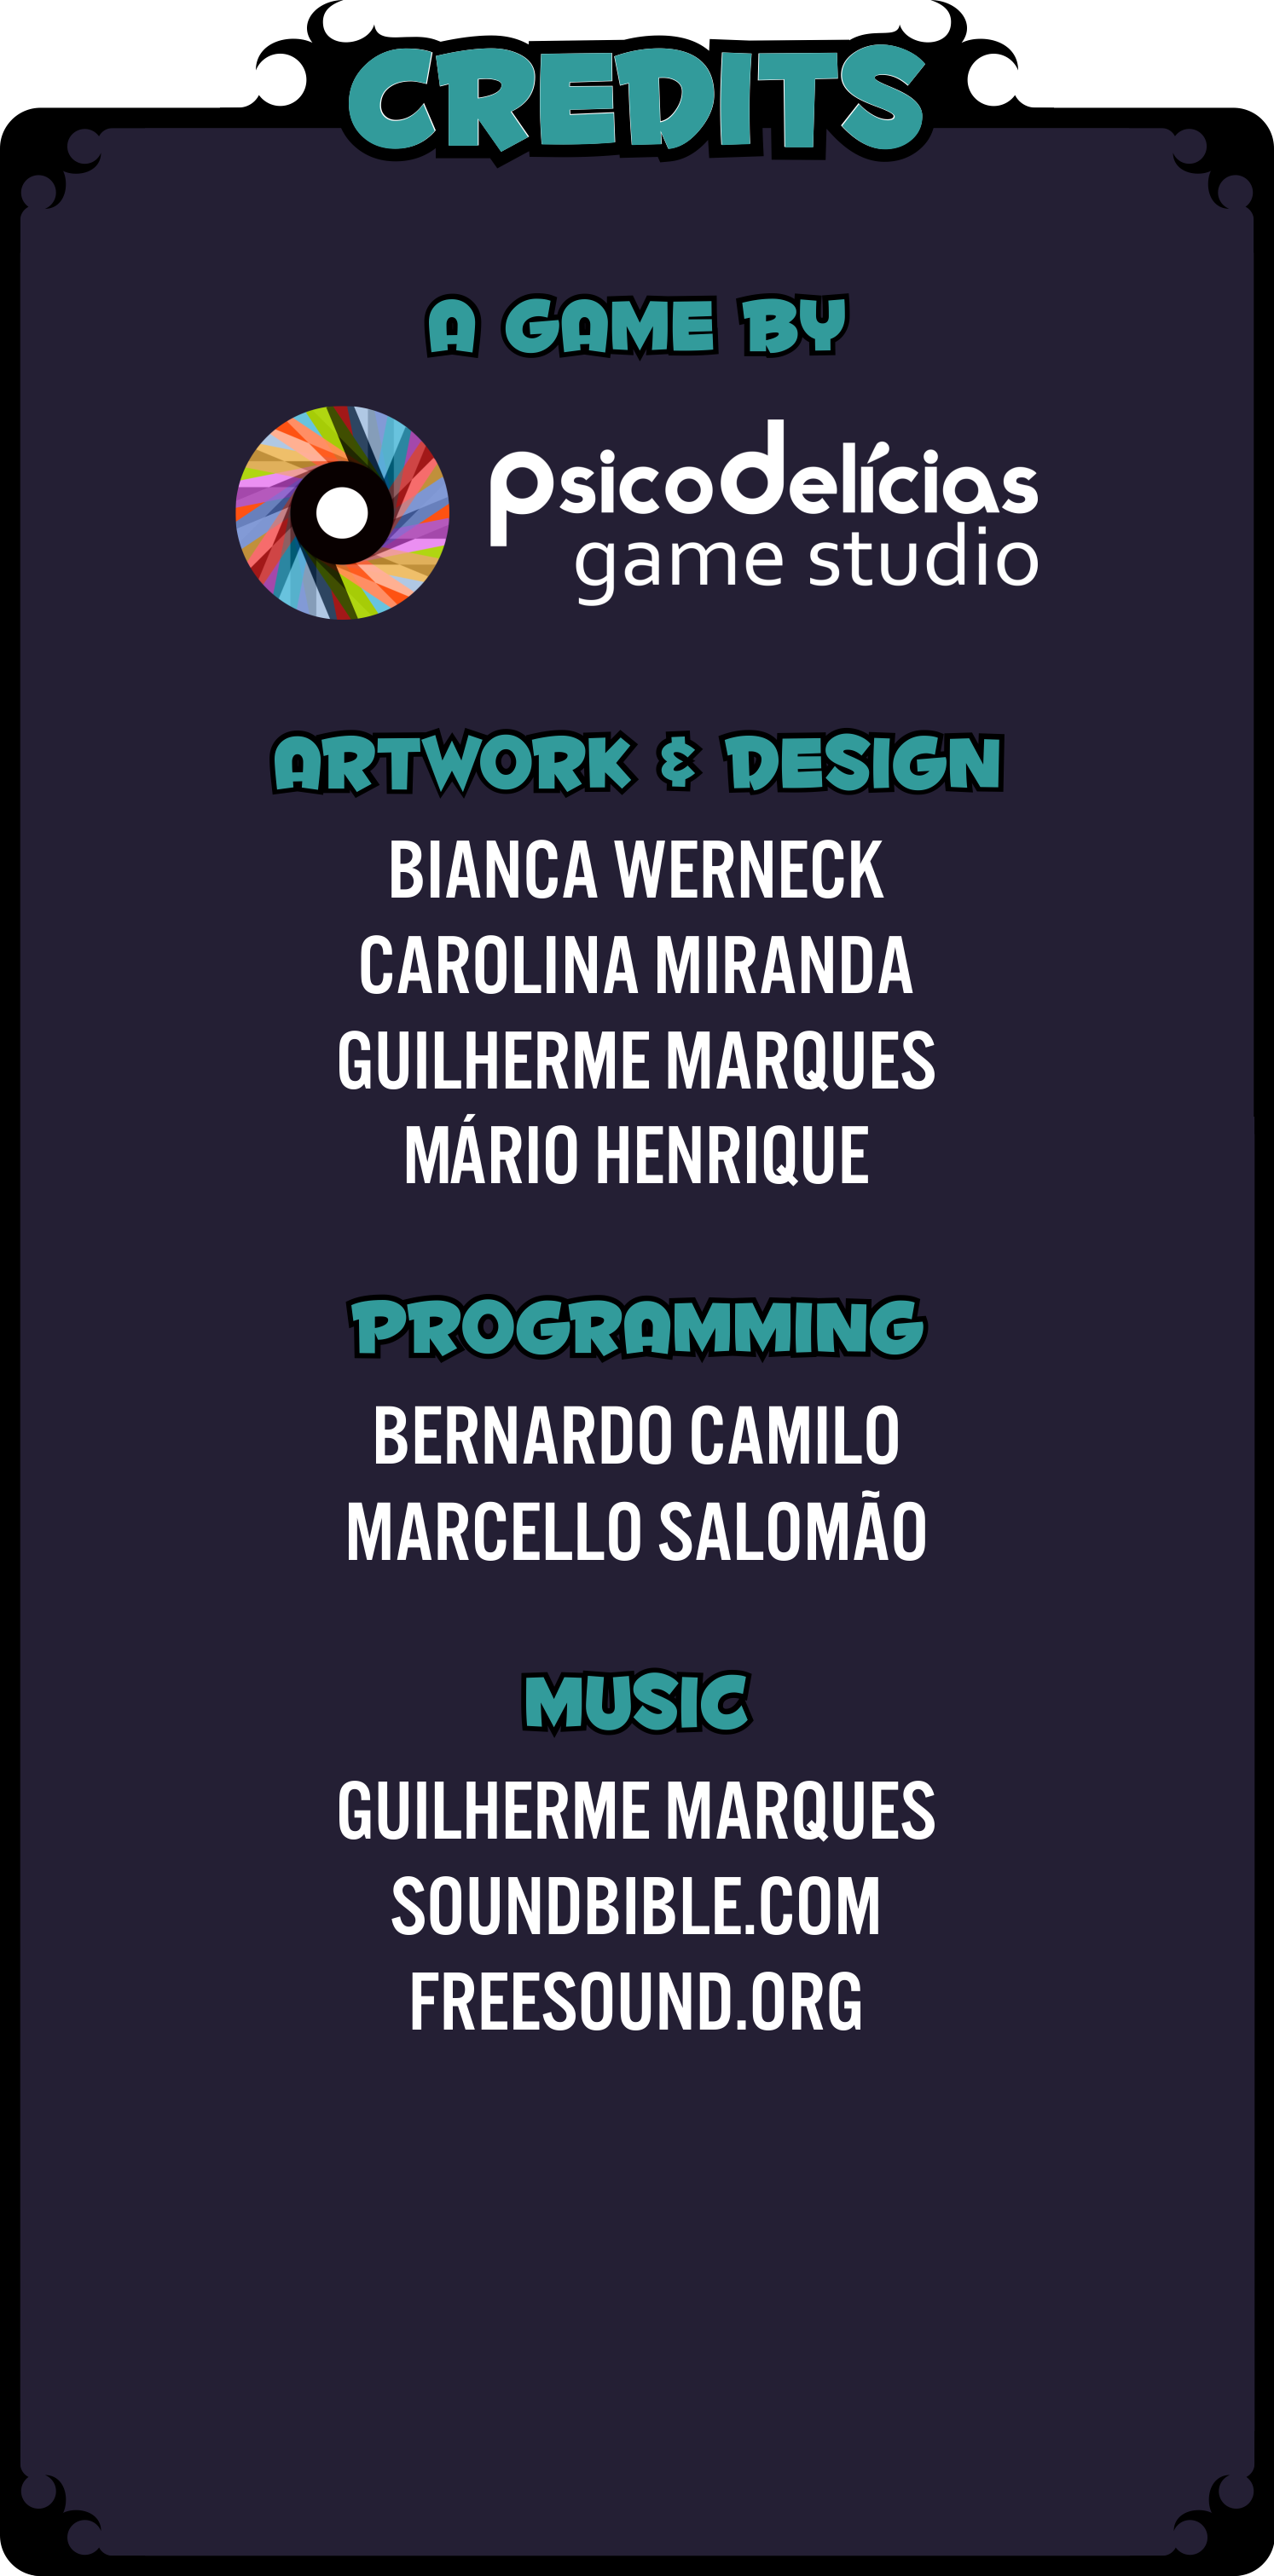 CREDITS
A GAME BY
psicodelícias
game studio
ARTWORK & DESIGN
BIANCA WERNECK
CAROLINA MIRANDA
GUILHERME MARQUES
MÁRIO HENRIQUE
PROGRAMMING
BERNARDO CAMILO
MARCELLO SALOMÃO
MUSIC
GUILHERME MARQUES
SOUNDBIBLE.COM
FREESOUND.ORG